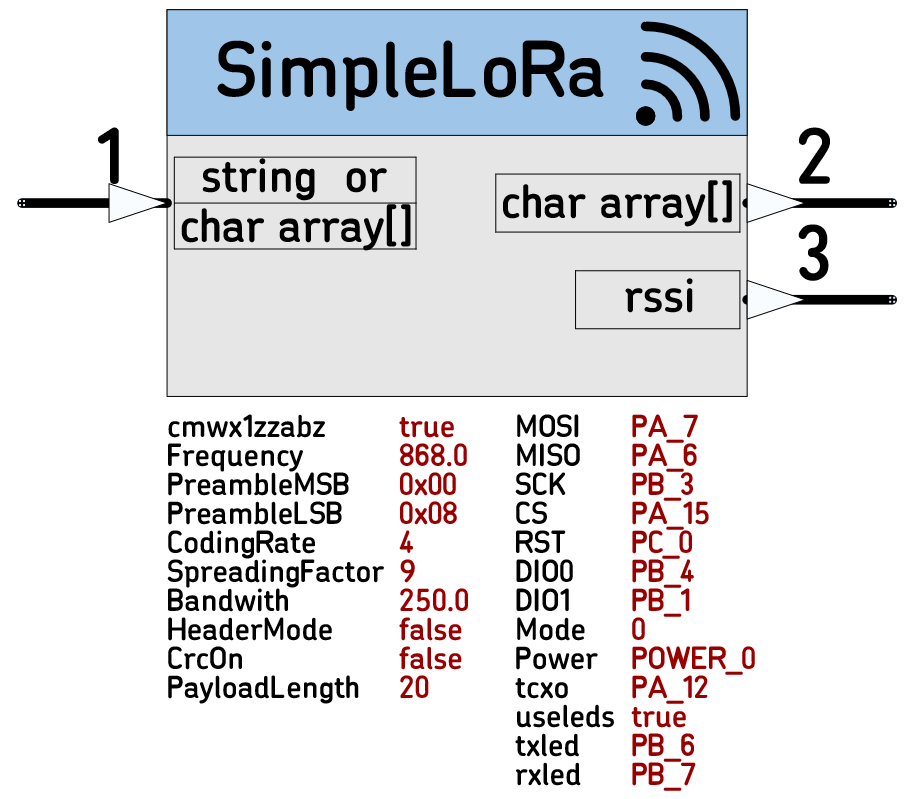 SimpleLoRa
1
string or
char array[]
char array[]
2
rssi
3
cmwx1zzabz true
Frequency 868.0
PreambleMSB 0x00
PreambleLSB 0x08
CodingRate 4
SpreadingFactor 9
Bandwith 250.0
HeaderMode false
CrcOn false
PayloadLength 20
MOSI PA_7
MISO PA_6
SCK PB_3
CS PA_15
RST PC_0
DIO0 PB_4
DIO1 PB_1
Mode 0
Power POWER_0
tcxo PA_12
useleds true
txled PB_6
rxled PB_7